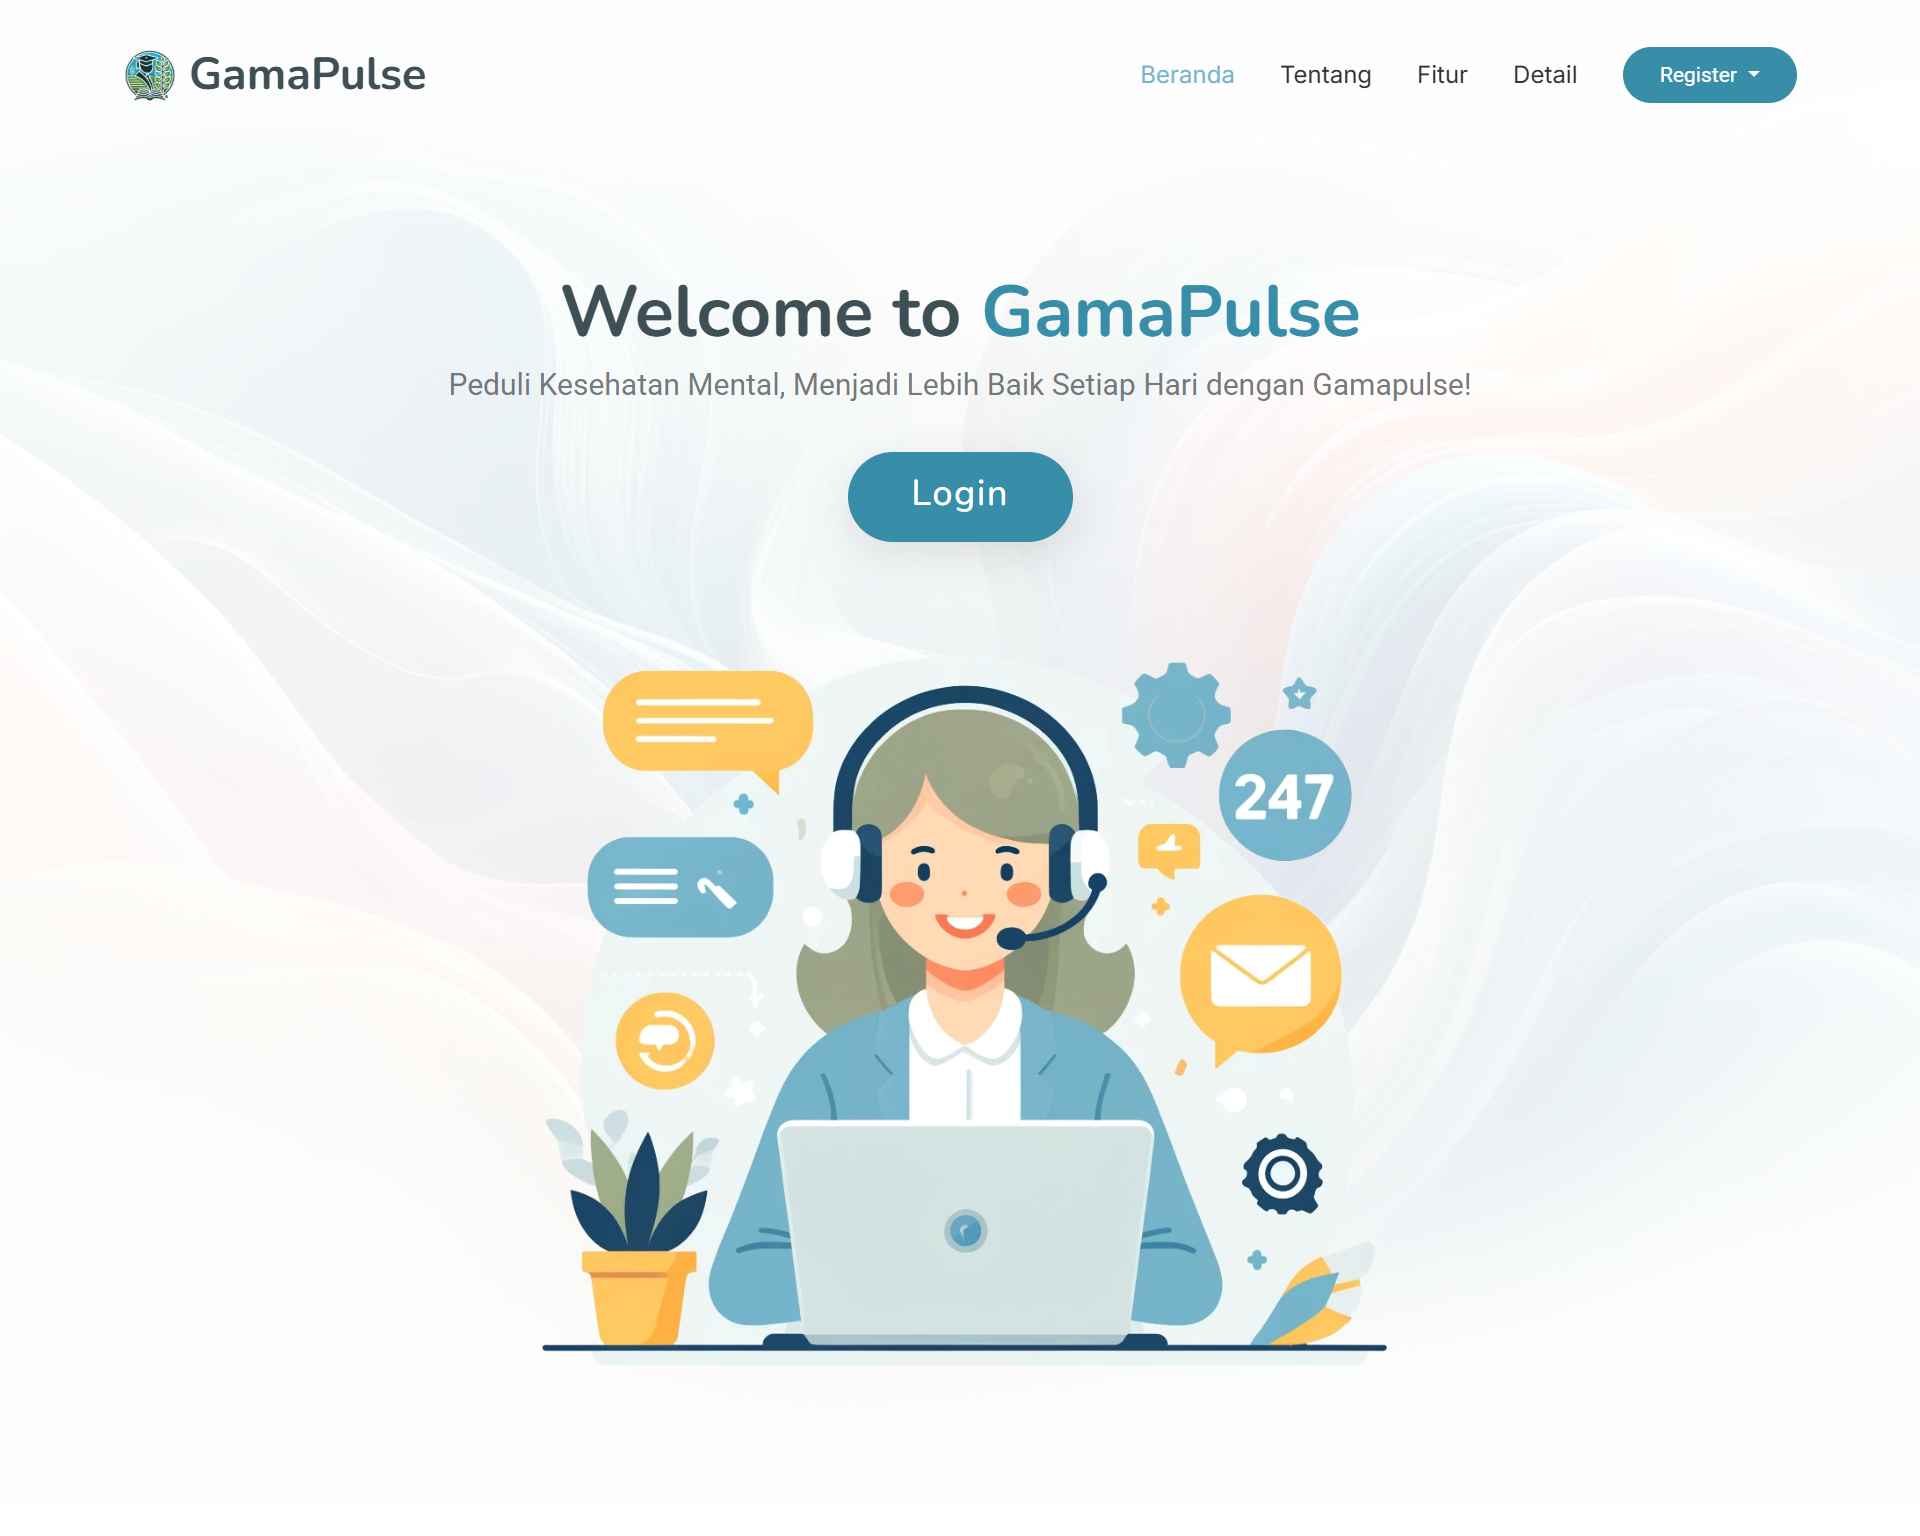 GamaPulse
Beranda Tentang Fitur Detail Register
Welcome to GamaPulse
Peduli Kesehatan Mental, Menjadi Lebih Baik Setiap Hari dengan Gamapulse!
Login
247